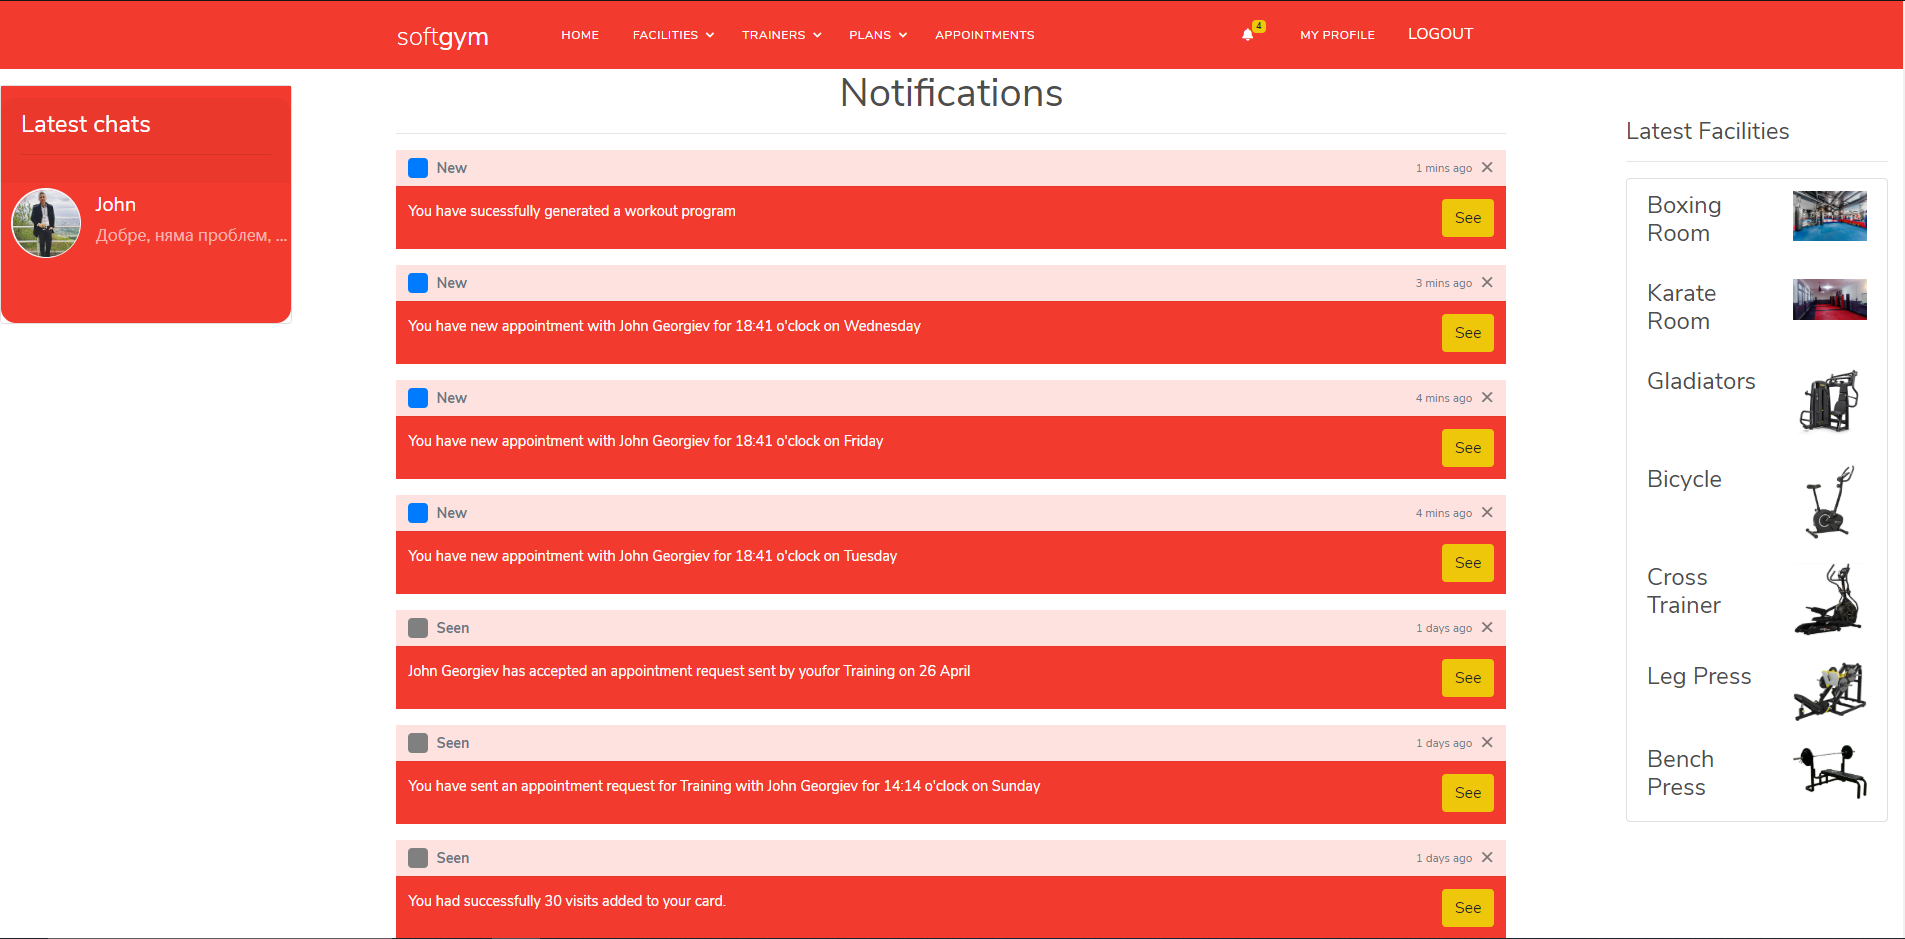 softgym
HOME
FACILITIES
TRAINERS
PLANS
APPOINTMENTS
4
MY PROFILE
LOGOUT
Latest chats
John
Добре, няма проблем, ...
Notifications
New
1 mins ago
You have sucessfully generated a workout program
See
New
3 mins ago
You have new appointment with John Georgiev for 18:41 o'clock on Wednesday
See
New
4 mins ago
You have new appointment with John Georgiev for 18:41 o'clock on Friday
See
New
4 mins ago
You have new appointment with John Georgiev for 18:41 o'clock on Tuesday
See
Seen
1 days ago
John Georgiev has accepted an appointment request sent by youfor Training on 26 April
See
Seen
1 days ago
You have sent an appointment request for Training with John Georgiev for 14:14 o'clock on Sunday
See
Seen
1 days ago
You had successfully 30 visits added to your card.
See
Latest Facilities
Boxing
Room
Karate
Room
Gladiators
Bicycle
Cross
Trainer
Leg Press
Bench
Press